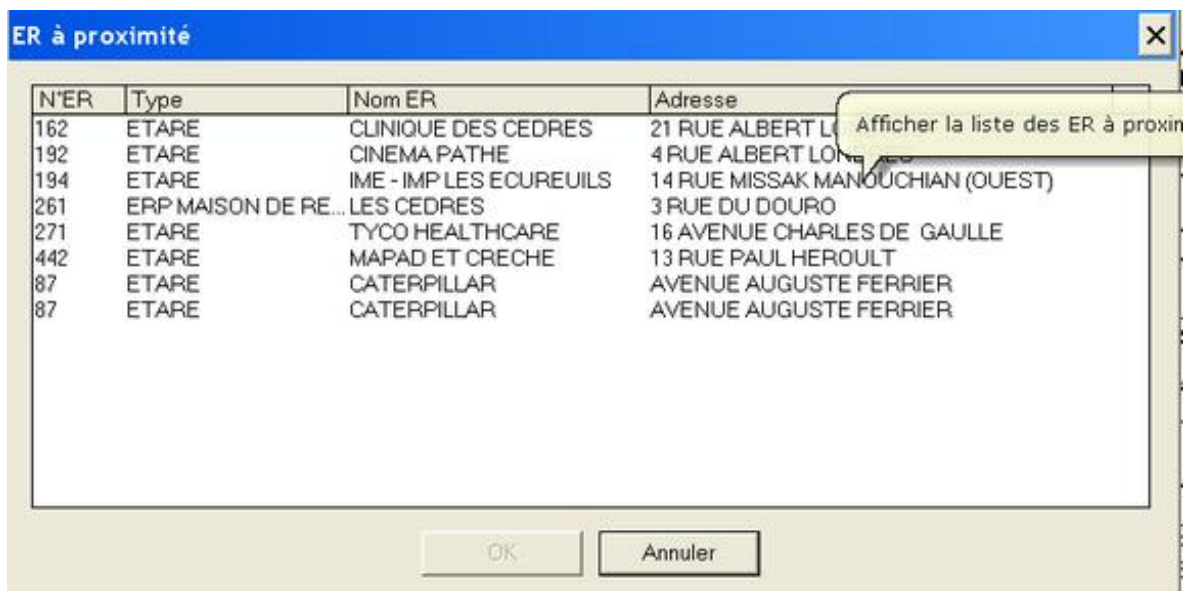 ER à proximité
N°ER Type Nom ER Adresse
Afficher la liste des ER à
162 ETARE CLINIQUE DES CEDRES 21 RUE ALBERT
192 ETARE CINEMA PATHE 4 RUE ALBERT
194 ETARE IME - IMP LES ECUREUILS 14 RUE MISSAK MANOUCHIAN (OUEST)
261 ERP MAISON DE RE... LES CEDRES 3 RUE DU DOURO
271 ETARE TYCO HEALTHCARE 16 AVENUE CHARLES DE GAULLE
442 ETARE MAPAD ET CRECHE 13 RUE PAUL HEROULT
87 ETARE CATERPILLAR AVENUE AUGUSTE FERRIER
87 ETARE CATERPILLAR AVENUE AUGUSTE FERRIER
OK Annuler